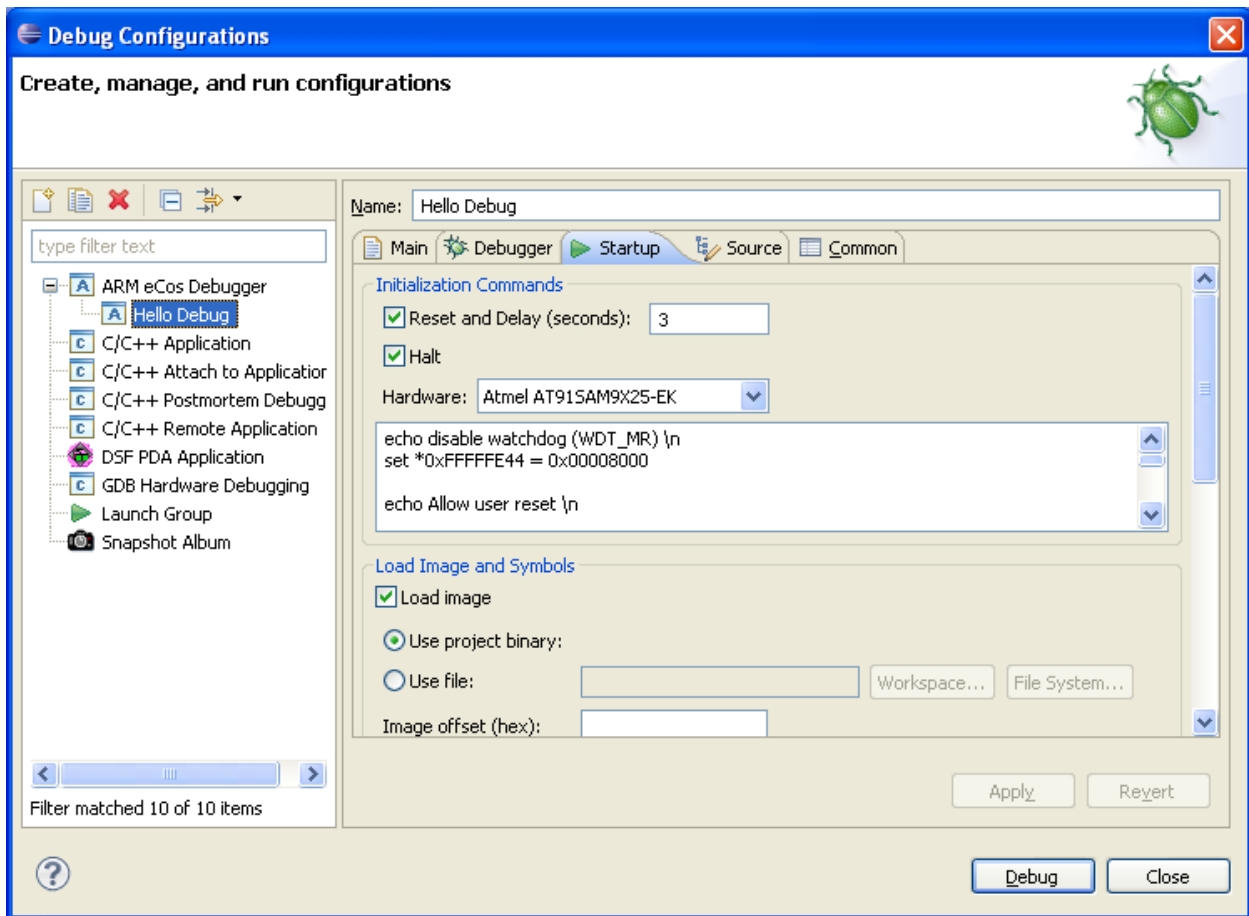 Debug Configurations
Create, manage, and run configurations
type filter text
ARM eCos Debugger
Hello Debug
C/C++ Application
C/C++ Attach to Application
C/C++ Postmortem Debugg
C/C++ Remote Application
DSF PDA Application
GDB Hardware Debugging
Launch Group
Snapshot Album
Filter matched 10 of 10 items
Name: Hello Debug
Main Debugger Startup Source Common
Initialization Commands
Reset and Delay (seconds): 3
Halt
Hardware: Atmel AT91SAM9X25-EK
echo disable watchdog (WDT_MR) \n
set *0xFFFFFE44 = 0x00008000
echo Allow user reset \n
Load Image and Symbols
Load image
Use project binary:
Use file: Workspace... File System...
Image offset (hex):
Apply Revert
Debug Close